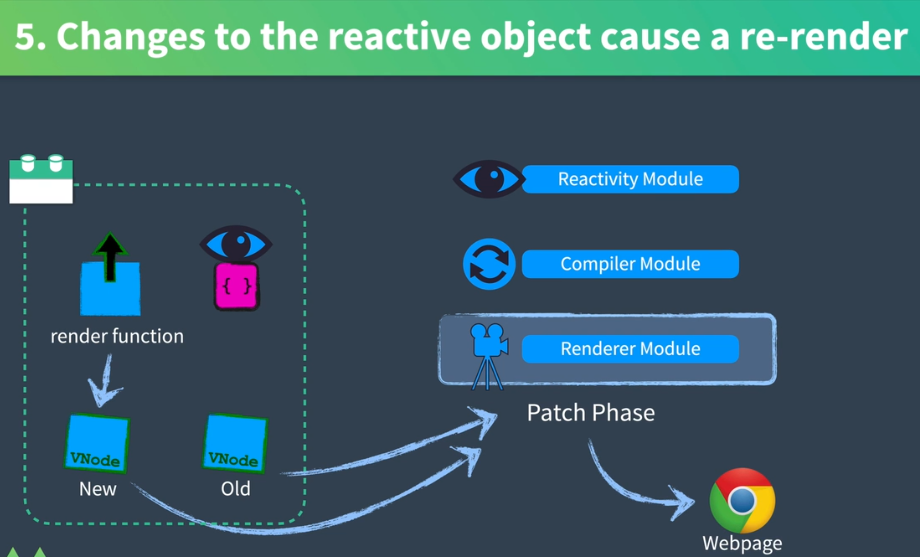 5. Changes to the reactive object cause a re-render
Reactivity Module
Compiler Module
{ }
render function
Renderer Module
Patch Phase
VNode
VNode
New
Old
Webpage